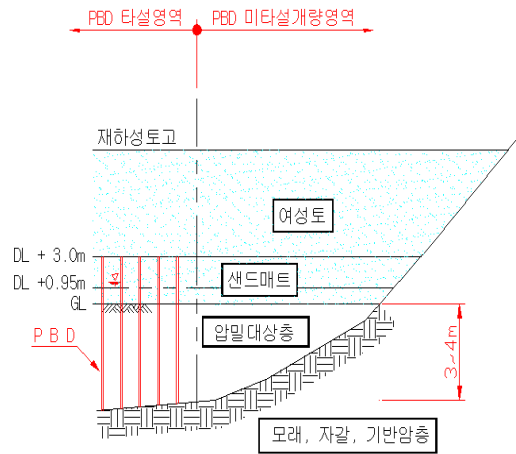 PBD 타설영역 PBD 미타설개량영역
재하성토고
여성토
DL + 3.0m
샌드매트
DL +0.95m
GL
압밀대상층
PBD
3~4m
모래, 자갈, 기반암층